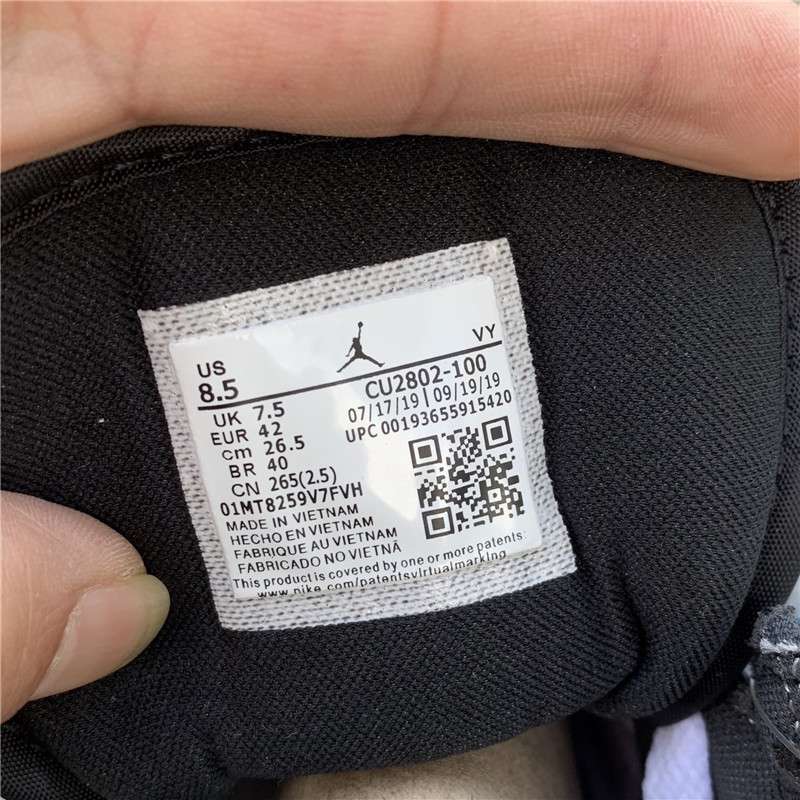 US
8.5
VY
UK 7.5
EUR 42
cm 26.5
BR 40
CN 265(2.5)
CU2802-100
07/17/19 | 09/19/19
UPC 00193655915420
01MT8259V7FVH
MADE IN VIETNAM
HECHO EN VIETNAM
FABRIQUE AU VIETNAM
FABRICADO NO VIETNÃ
This product is covered by one or more patents:
www.nike.com/patentsvirtualmarking